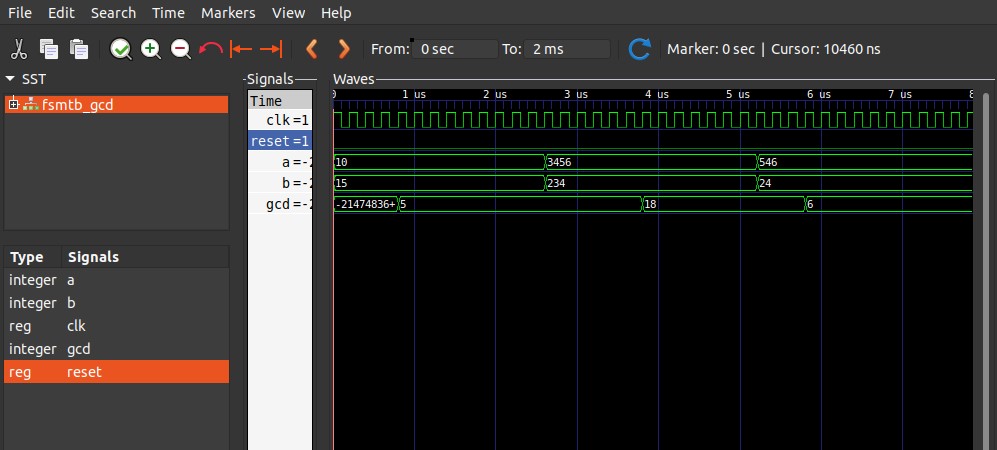 File Edit Search Time Markers View Help
From: 0 sec To: 2 ms Marker: 0 sec | Cursor: 10460 ns
SST
fsmtb_gcd
Type Signals
integer a
integer b
reg clk
integer gcd
reg reset
Signals
Time
clk =1
reset =1
a =-2
b =-2
gcd =-2
Waves
0 1 us 2 us 3 us 4 us 5 us 6 us 7 us 8
10 3456 546
15 234 24
-21474836+ 5 18 6